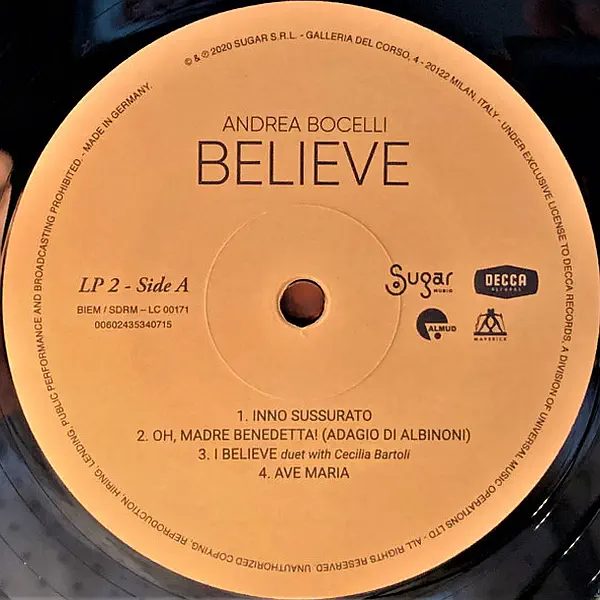 © & ℗ 2020 SUGAR S.R.L. - GALLERIA DEL CORSO, 4 - 20122 MILAN, ITALY - UNDER EXCLUSIVE LICENSE TO DECCA RECORDS, A DIVISION OF UNIVERSAL MUSIC OPERATIONS LTD - ALL RIGHTS RESERVED. UNAUTHORIZED COPYING, REPRODUCTION, HIRING, LENDING, PUBLIC PERFORMANCE AND BROADCASTING PROHIBITED. - MADE IN GERMANY.
ANDREA BOCELLI
BELIEVE
LP 2 - Side A
BIEM / SDRM – LC 00171
00602435340715
Sugar
MUSIC
DECCA
RECORDS
ALMUD
MAVERICK
1. INNO SUSSURATO
2. OH, MADRE BENEDETTA! (ADAGIO DI ALBINONI)
3. I BELIEVE duet with Cecilia Bartoli
4. AVE MARIA